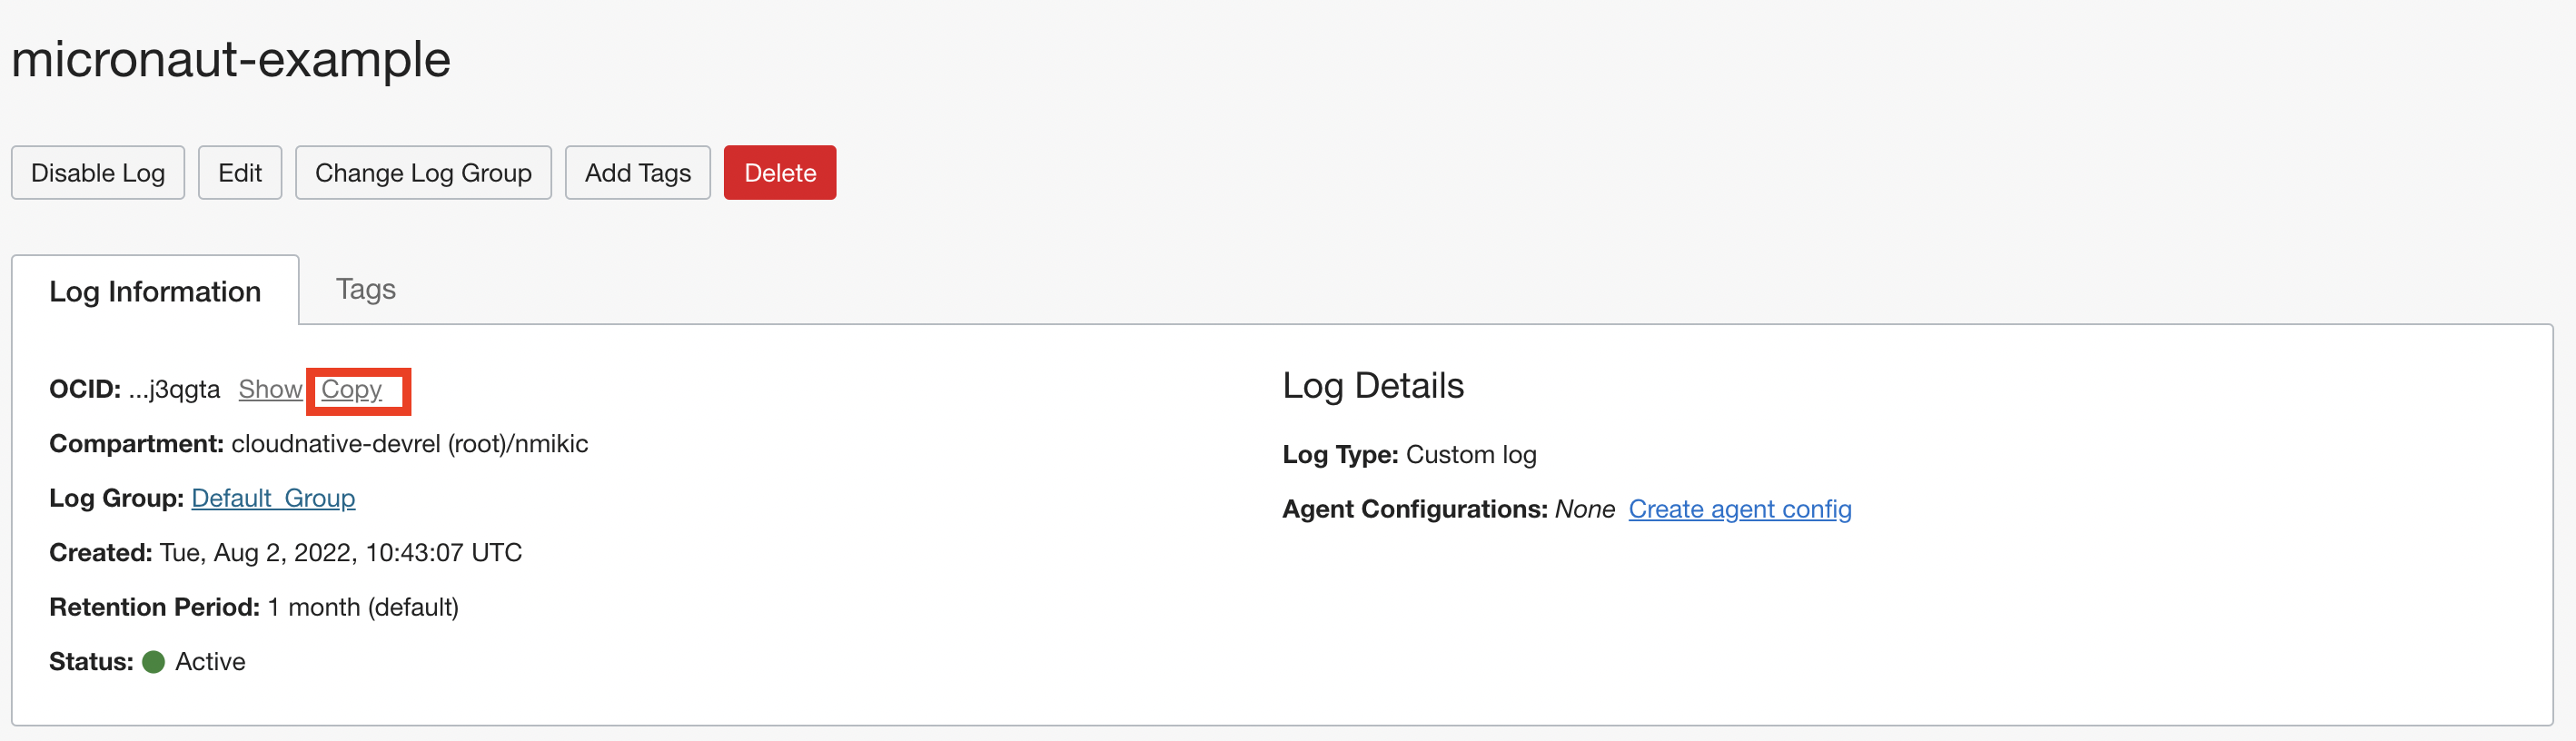 micronaut-example
Disable Log Edit Change Log Group Add Tags Delete
Log Information Tags
OCID: ...j3qgta Show Copy
Compartment: cloudnative-devrel (root)/nmikic
Log Group: Default_Group
Created: Tue, Aug 2, 2022, 10:43:07 UTC
Retention Period: 1 month (default)
Status: Active
Log Details
Log Type: Custom log
Agent Configurations: None Create agent config